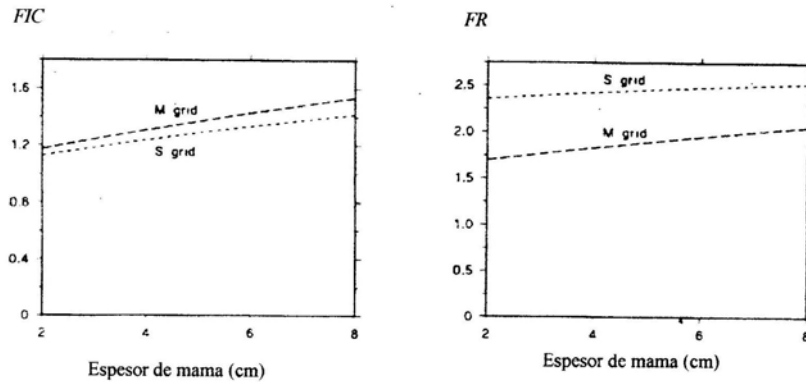 FIC
1.6
1.2
0.8
0.4
0
M grid
S grid
2 4 6 8
Espesor de mama (cm)
FR
2.5
2.0
1.5
1.0
0.5
0
S grid
M grid
2 4 6 8
Espesor de mama (cm)